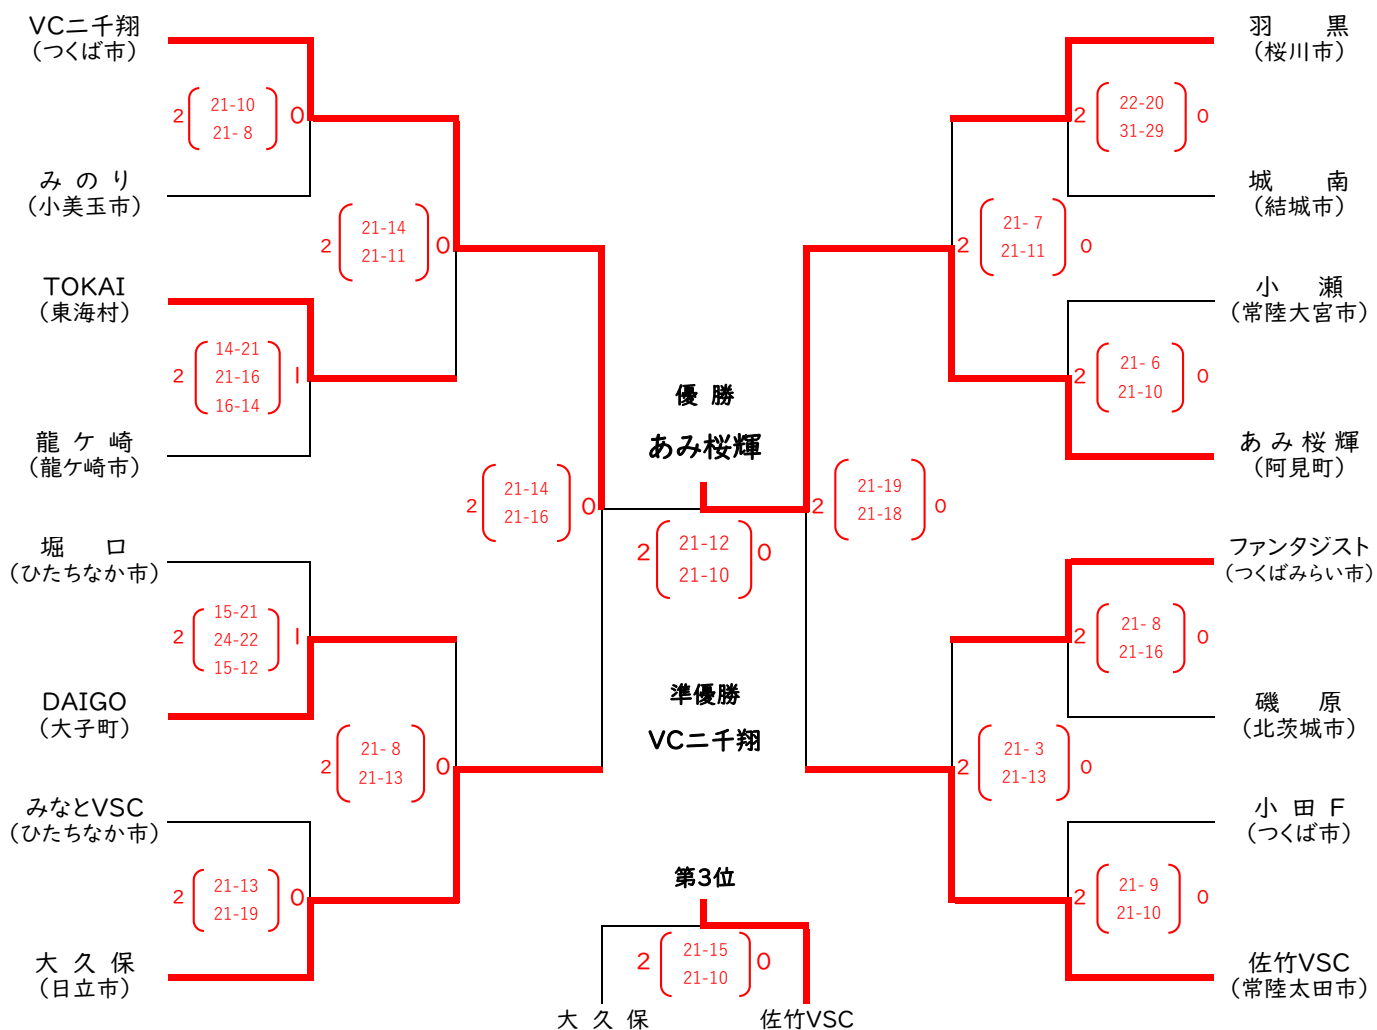 VC二千翔
(つくば市)
2 21-10 0
21- 8
みのり
(小美玉市)
2 21-14 0
21-11
TOKAI
(東海村)
14-21
2 21-16 1
16-14
龍ケ崎
(龍ケ崎市)
2 21-14 0
21-16
堀 口
(ひたちなか市)
15-21
2 24-22 1
15-12
DAIGO
(大子町)
2 21- 8 0
21-13
みなとVSC
(ひたちなか市)
2 21-13 0
21-19
大久保
(日立市)
優 勝
あみ桜輝
2 21-12 0
21-10
準優勝
VC二千翔
第3位
2 21-15 0
21-10
大久保 佐竹VSC
羽 黒
(桜川市)
2 22-20 0
31-29
城 南
(結城市)
2 21- 7 0
21-11
小 瀬
(常陸大宮市)
2 21- 6 0
21-10
あみ桜輝
(阿見町)
2 21-19 0
21-18
ファンタジスト
(つくばみらい市)
2 21- 8 0
21-16
磯 原
(北茨城市)
2 21- 3 0
21-13
小田F
(つくば市)
2 21- 9 0
21-10
佐竹VSC
(常陸太田市)